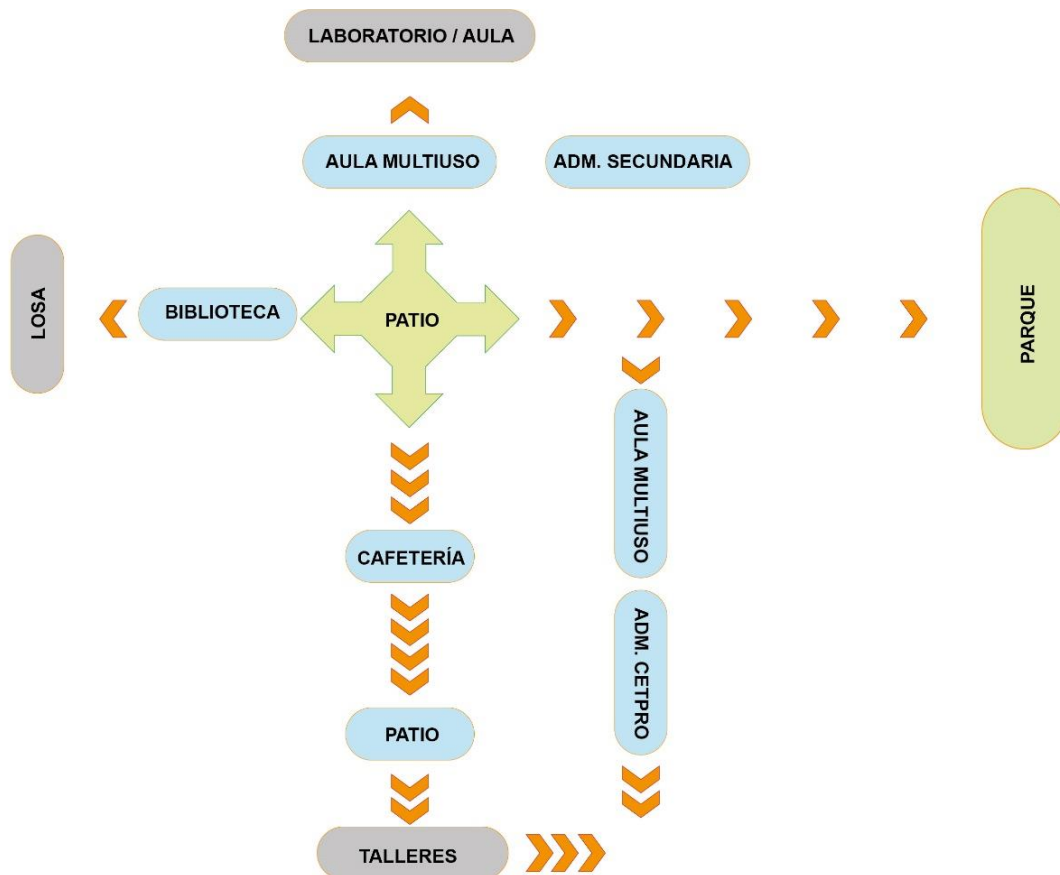 LABORATORIO / AULA
AULA MULTIUSO
ADM. SECUNDARIA
LOSA
BIBLIOTECA
PATIO
PARQUE
AULA MULTIUSO
CAFETERÍA
ADM. CETPRO
PATIO
TALLERES